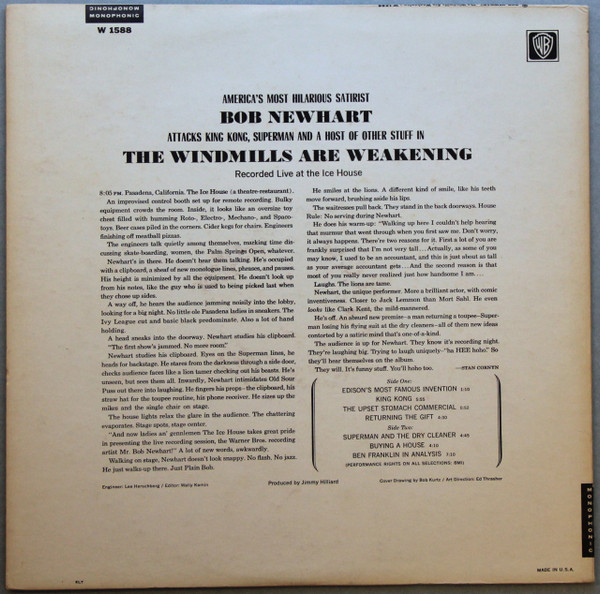 MONOPHONIC
MONOPHONIC
W 1588
WB
AMERICA'S MOST HILARIOUS SATIRIST
BOB NEWHART
ATTACKS KING KONG, SUPERMAN AND A HOST OF OTHER STUFF IN
THE WINDMILLS ARE WEAKENING
Recorded Live at the Ice House
8:05 PM. Pasadena, California. The Ice House (a theatre-restaurant).
An improvised control booth set up for remote recording. Bulky
equipment crowds the room. Inside, it looks like an oversize toy
chest filled with humming Roto-, Electro-, Mechano-, and Spaco-
toys. Beer cases piled in the corners. Cider kegs for chairs. Engineers
finishing off meatball pizzas.
The engineers talk quietly among themselves, marking time dis-
cussing skate-boarding, women, the Palm Springs Open, whatever.
Newhart's in there. He doesn't hear them talking. He's occupied
with a clipboard, a sheaf of new monologue lines, phrases, and pauses.
His height is minimized by all the equipment. He doesn't look up
from his notes, like the guy who is used to being picked last when
they chose up sides.
A way off, he hears the audience jamming noisily into the lobby,
looking for a big night. No little ole Pasadena ladies in sneakers. The
Ivy League cut and basic black predominate. Also a lot of hand
holding.
A head sneaks into the doorway. Newhart studies his clipboard.
"The first show's jammed. No more room."
Newhart studies his clipboard. Eyes on the Superman lines, he
heads for backstage. He stares from the darkness through a side door,
checks audience faces like a lion tamer checking out his beasts. He's
unseen, but sees them all. Inwardly, Newhart intimidates Old Sour
Puss out there into laughing. He fingers his props—the clipboard, his
straw hat for the toupee routine, his phone receiver. He sizes up the
mikes and the single chair on stage.
The house lights relax the glare in the audience. The chattering
evaporates. Stage spots, stage center.
"And now ladies an' gentlemen The Ice House takes great pride
in presenting the live recording session, the Warner Bros. recording
artist Mr. Bob Newhart!" A lot of new words, awkwardly.
Walking on stage, Newhart doesn't look snappy. No flash. No jazz.
He just walks up there. Just Plain Bob.
He smiles at the lions. A different kind of smile, like his teeth
move forward, brushing aside his lips.
The waitresses pull back. They stand in the back doorways. House
Rule: No serving during Newhart.
He does his warm-up: "Walking up here I couldn't help hearing
that murmur that went through when you first saw me. Don't worry,
it always happens. There're two reasons for it. First a lot of you are
frankly surprised that I'm not very tall.... Actually, as some of you
may know, I used to be an accountant, and this is just about as tall
as your average accountant gets.... And the second reason is that
most of you really never realized just how handsome I am....
Laughs. The lions are tame.
Newhart, the unique performer. More a brilliant actor, with comic
inventiveness. Closer to Jack Lemmon than Mort Sahl. He even
looks like Clark Kent, the mild-mannered.
He's off. An absurd new premise—a man returning a toupee—Super-
man losing his flying suit at the dry cleaners—all of them new ideas
contorted by a satiric mind that's one-of-a-kind.
The audience is up for Newhart. They know it's recording night.
They're laughing big. Trying to laugh uniquely—"ha HEE hoho." So
they'll hear themselves on the album.
They will. It's funny stuff. You'll hoho too. —STAN CORNYN
Side One:
EDISON'S MOST FAMOUS INVENTION
KING KONG 5:55
THE UPSET STOMACH COMMERCIAL
RETURNING THE GIFT
Side Two:
SUPERMAN AND THE DRY CLEANER
BUYING A HOUSE
BEN FRANKLIN IN ANALYSIS
(PERFORMANCE RIGHTS ON ALL SELECTIONS: BMI)
Engineer: Lee Herschberg / Editor: Wally Kamin
Produced by Jimmy Hilliard
Cover Drawing by Bob Kurtz / Art Direction: Ed Thrasher
MONOPHONIC
MADE IN U.S.A.
RLY